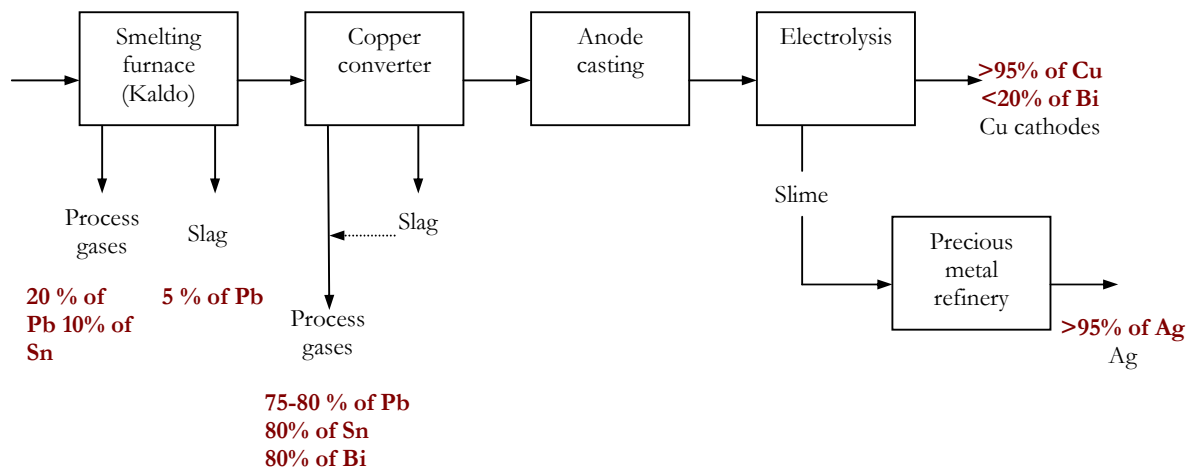 Smelting
furnace
(Kaldo)
Copper
converter
Anode
casting
Electrolysis
>95% of Cu
<20% of Bi
Cu cathodes
Process
gases
Slag
20 % of
Pb 10% of
Sn
5 % of Pb
Slag
Process
gases
75-80 % of Pb
80% of Sn
80% of Bi
Slime
Precious
metal
refinery
>95% of Ag
Ag